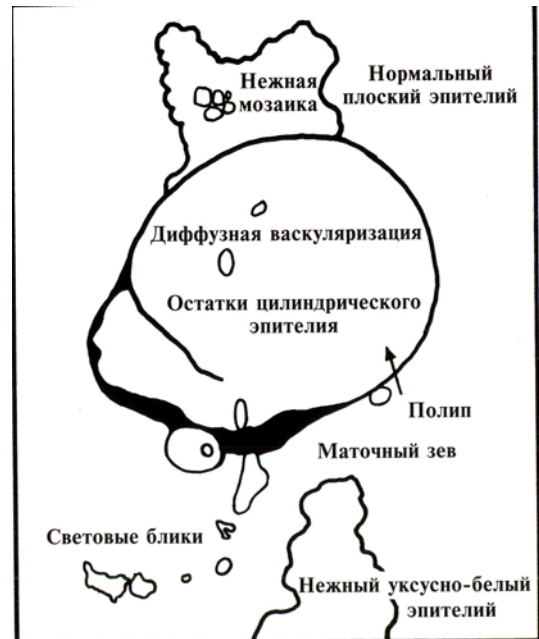 Нежная
мозаика
Нормальный
плоский эпителий
Диффузная васкуляризация
Остатки цилиндрического
эпителия
Полип
Маточный зев
Световые блики
Нежный уксусно-белый
эпителий